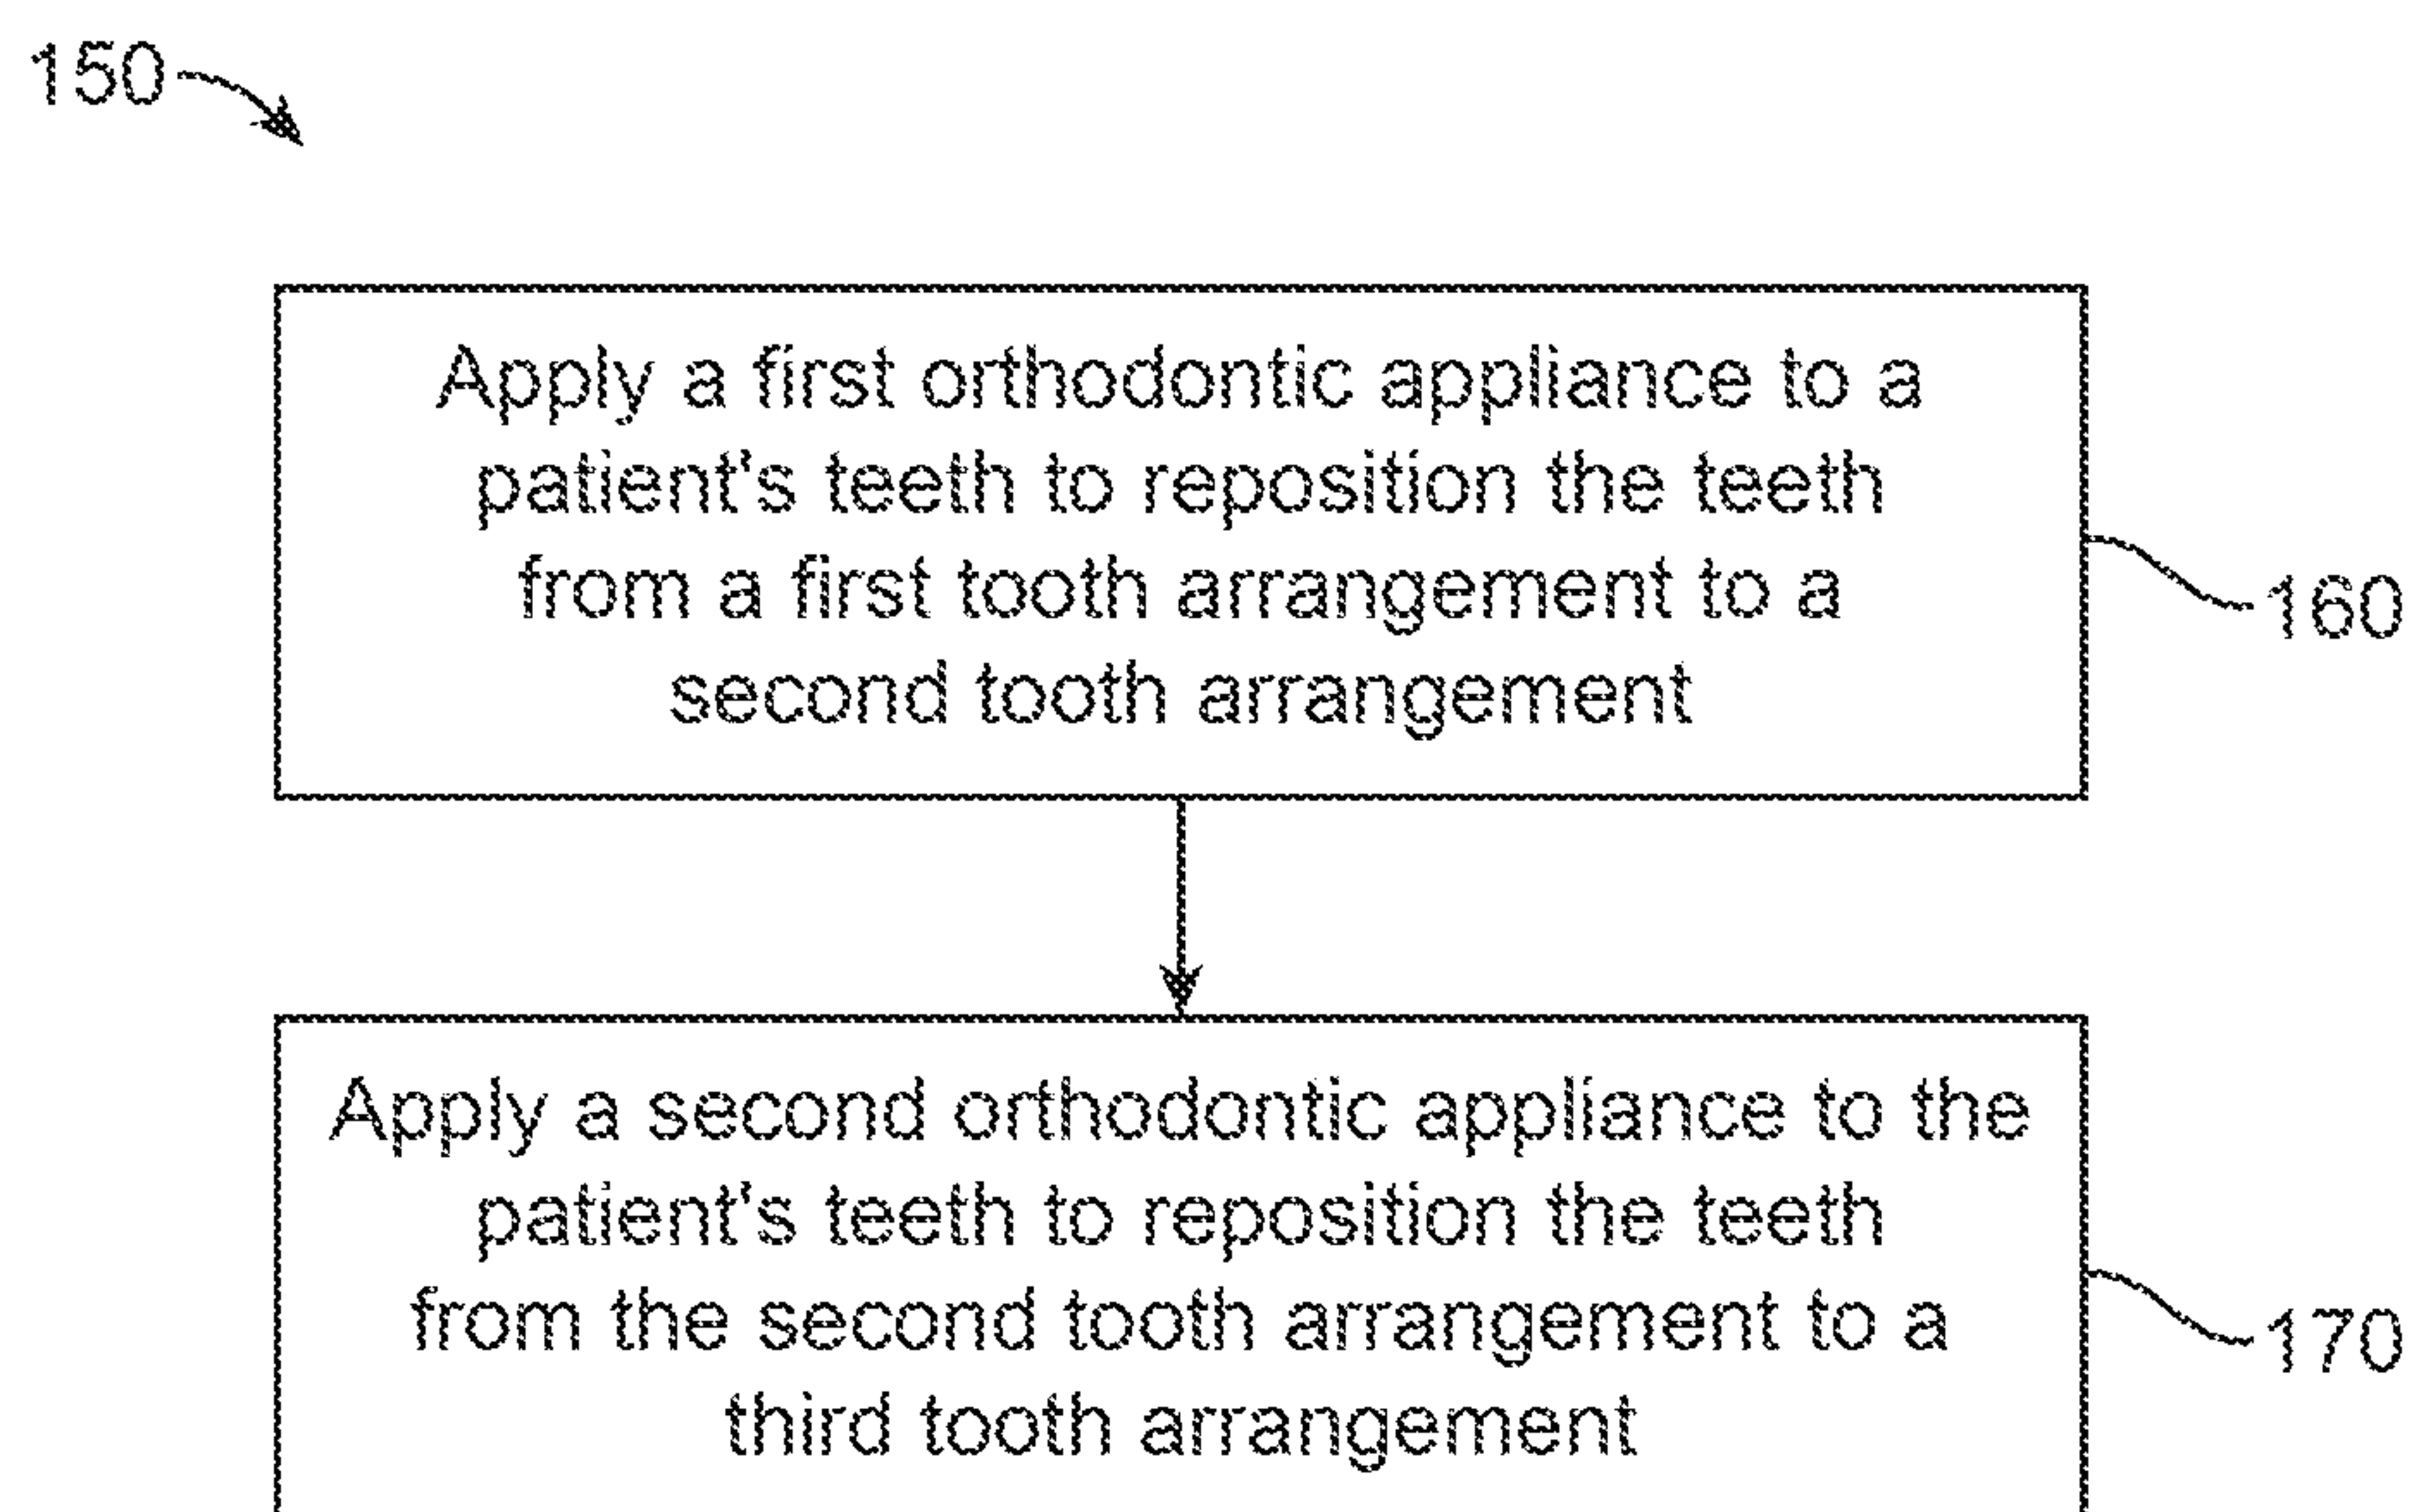 150
Apply a first orthodontic appliance to a
patient's teeth to reposition the teeth
from a first tooth arrangement to a
second tooth arrangement
160
Apply a second orthodontic appliance to the
patient's teeth to reposition the teeth
from the second tooth arrangement to a
third tooth arrangement
170